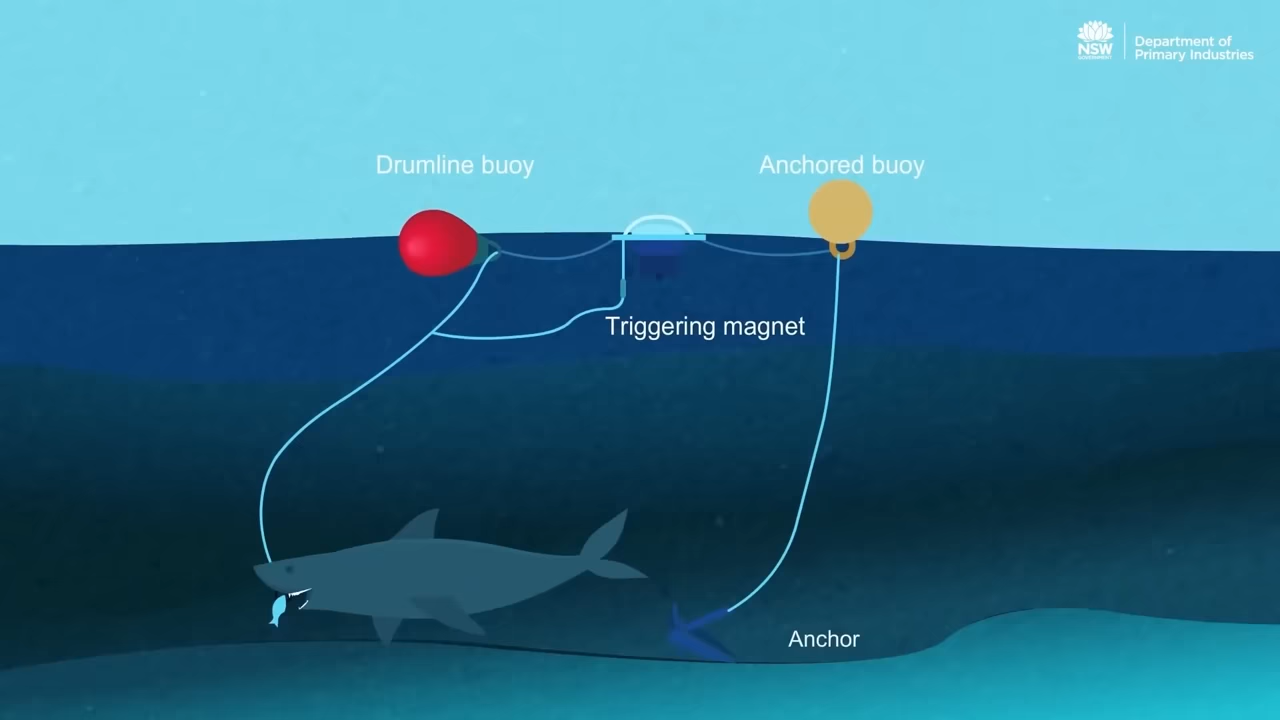 NSW
GOVERNMENT
Department of
Primary Industries
Drumline buoy
Anchored buoy
Triggering magnet
Anchor